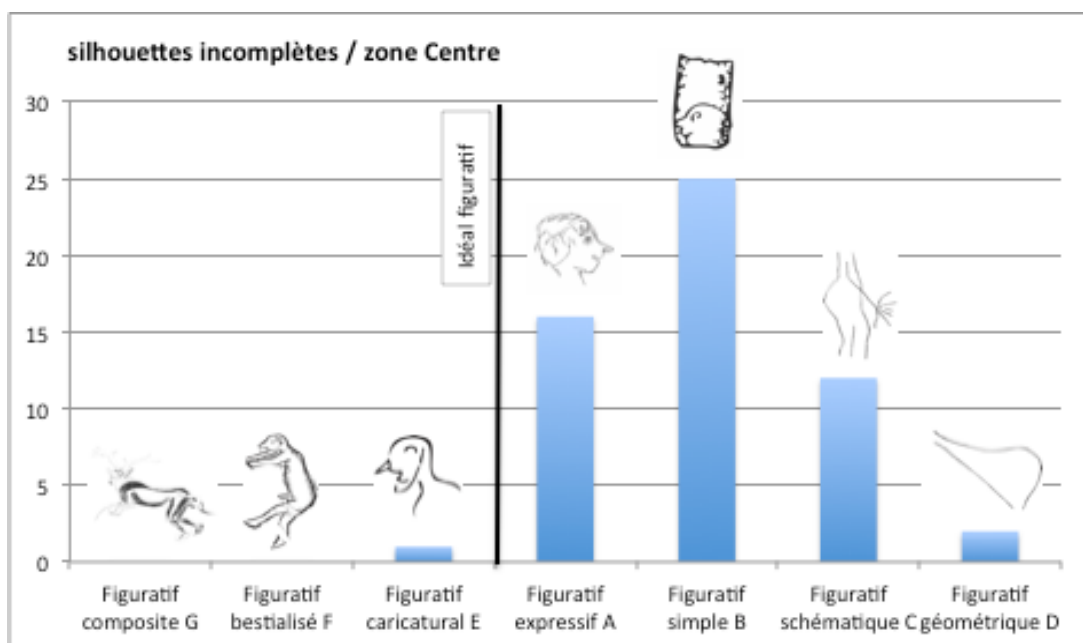 silhouettes incomplètes / zone Centre
30
25
20
15
10
5
0
Idéal figuratif
Figuratif composite G
Figuratif bestialisé F
Figuratif caricatural E
Figuratif expressif A
Figuratif simple B
Figuratif schématique C
Figuratif géométrique D